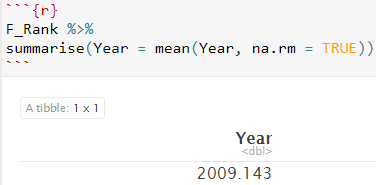 ```{r}
F_Rank %>%
summarise(Year = mean(Year, na.rm = TRUE))
```
A tibble: 1 x 1
Year
<dbl>
2009.143